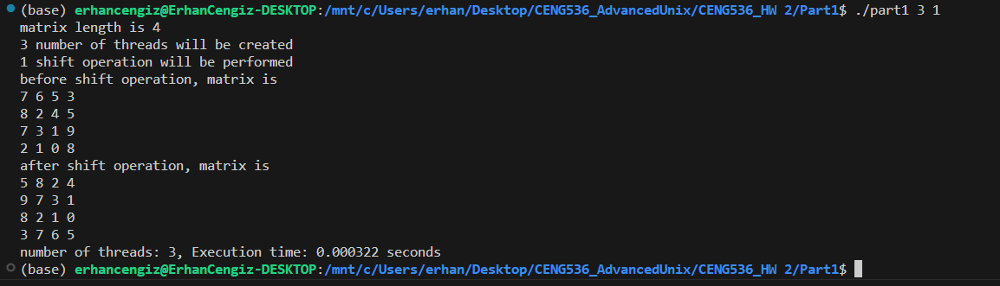 (base) erhancengiz@ErhanCengiz-DESKTOP:/mnt/c/Users/erhan/Desktop/CENG536_AdvancedUnix/CENG536_HW 2/Part1$ ./part1 3 1
matrix length is 4
3 number of threads will be created
1 shift operation will be performed
before shift operation, matrix is
7 6 5 3
8 2 4 5
7 3 1 9
2 1 0 8
after shift operation, matrix is
5 8 2 4
9 7 3 1
8 2 1 0
3 7 6 5
number of threads: 3, Execution time: 0.000322 seconds
(base) erhancengiz@ErhanCengiz-DESKTOP:/mnt/c/Users/erhan/Desktop/CENG536_AdvancedUnix/CENG536_HW 2/Part1$